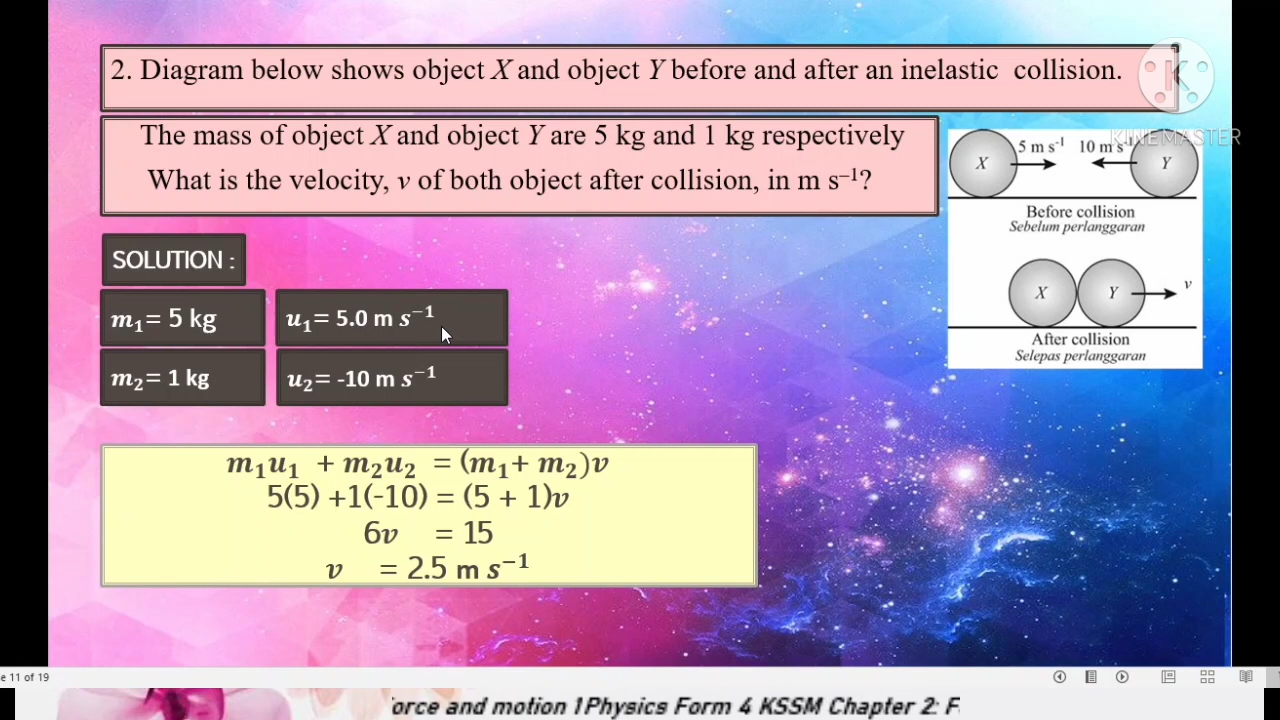 2. Diagram below shows object X and object Y before and after an inelastic collision.
K
KINEMASTER
The mass of object X and object Y are 5 kg and 1 kg respectively
What is the velocity, v of both object after collision, in m s⁻¹?
X 5 m s⁻¹ 10 m s⁻¹ Y
Before collision
Sebelum perlanggaran
X Y v
After collision
Selepas perlanggaran
SOLUTION :
m₁= 5 kg
u₁= 5.0 m s⁻¹
m₂= 1 kg
u₂= -10 m s⁻¹
m₁u₁ + m₂u₂ = (m₁+ m₂)v
5(5) +1(-10) = (5 + 1)v
6v = 15
v = 2.5 m s⁻¹
e 11 of 19
orce and motion 1Physics Form 4 KSSM Chapter 2: F